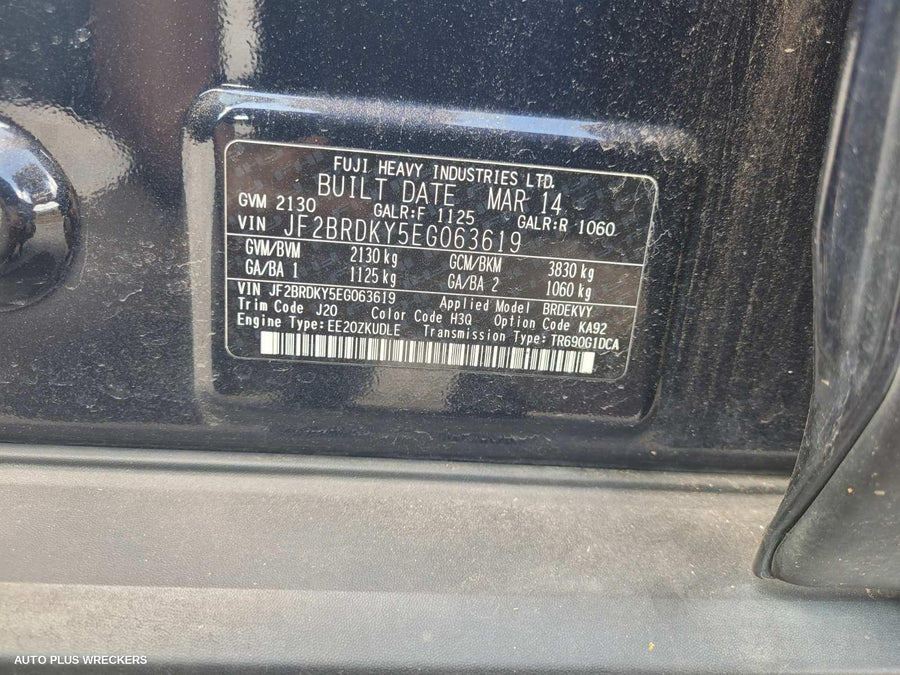 FUJI HEAVY INDUSTRIES LTD.
BUILT DATE MAR 14
GVM 2130 GALR:F 1125 GALR:R 1060
VIN JF2BRDKY5EG063619
GVM/BVM 2130 kg GCM/BKM 3830 kg
GA/BA 1 1125 kg GA/BA 2 1060 kg
VIN JF2BRDKY5EG063619 Applied Model BRDEKVY
Trim Code J20 Color Code H3Q Option Code KA92
Engine Type: EE20ZKUDLE Transmission Type: TR690G1DCA
AUTO PLUS WRECKERS